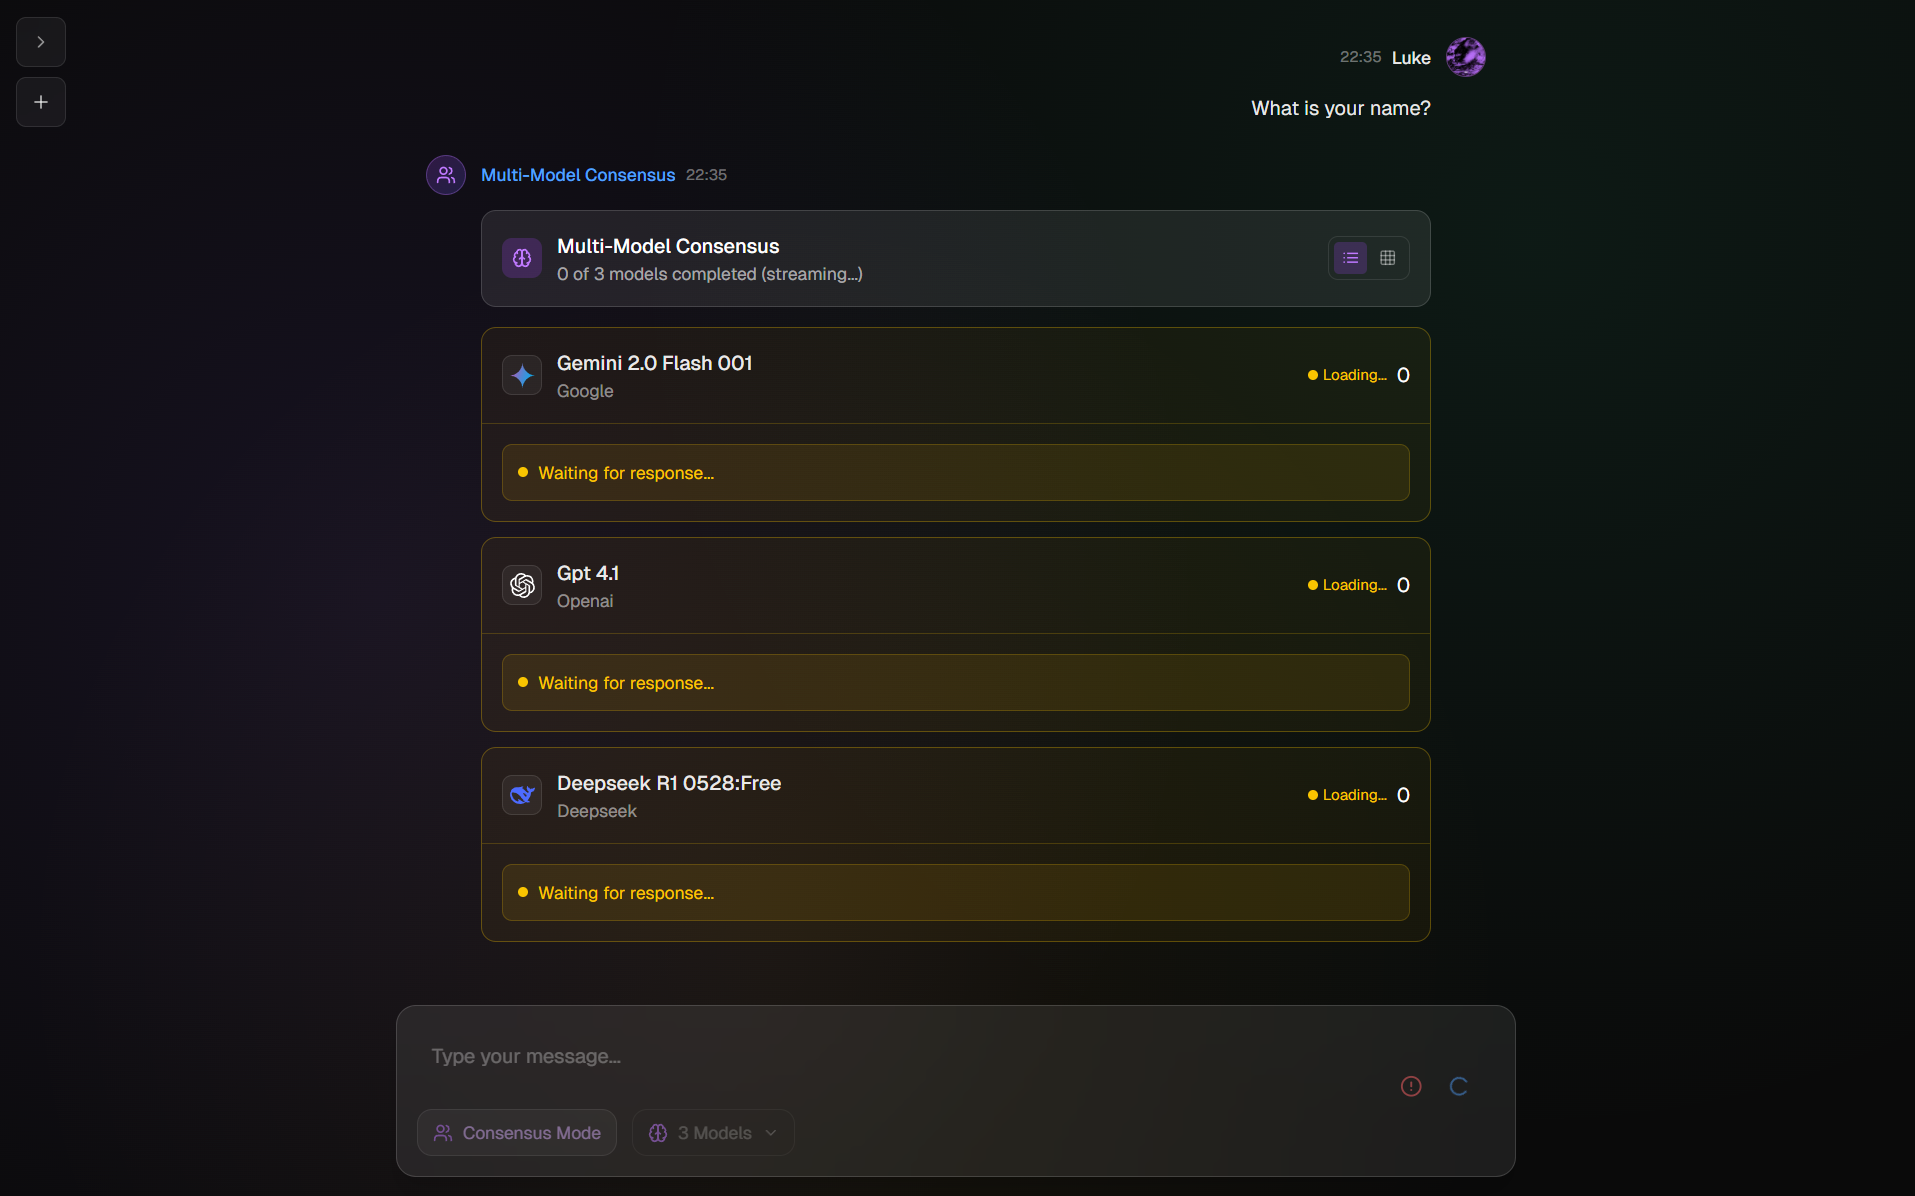 22:35 Luke
What is your name?
Multi-Model Consensus 22:35
Multi-Model Consensus
0 of 3 models completed (streaming...)
Gemini 2.0 Flash 001
Google
Loading... 0
Waiting for response...
Gpt 4.1
Openai
Loading... 0
Waiting for response...
Deepseek R1 0528:Free
Deepseek
Loading... 0
Waiting for response...
Type your message...
Consensus Mode
3 Models